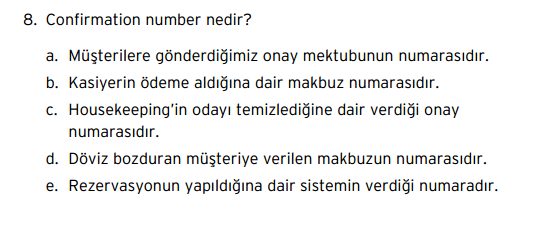 8. Confirmation number nedir?
a. Müşterilere gönderdiğimiz onay mektubunun numarasıdır.
b. Kasiyerin ödeme aldığına dair makbuz numarasıdır.
c. Housekeeping’in odayı temizlediğine dair verdiği onay
numarasıdır.
d. Döviz bozduran müşteriye verilen makbuzun numarasıdır.
e. Rezervasyonun yapıldığına dair sistemin verdiği numaradır.